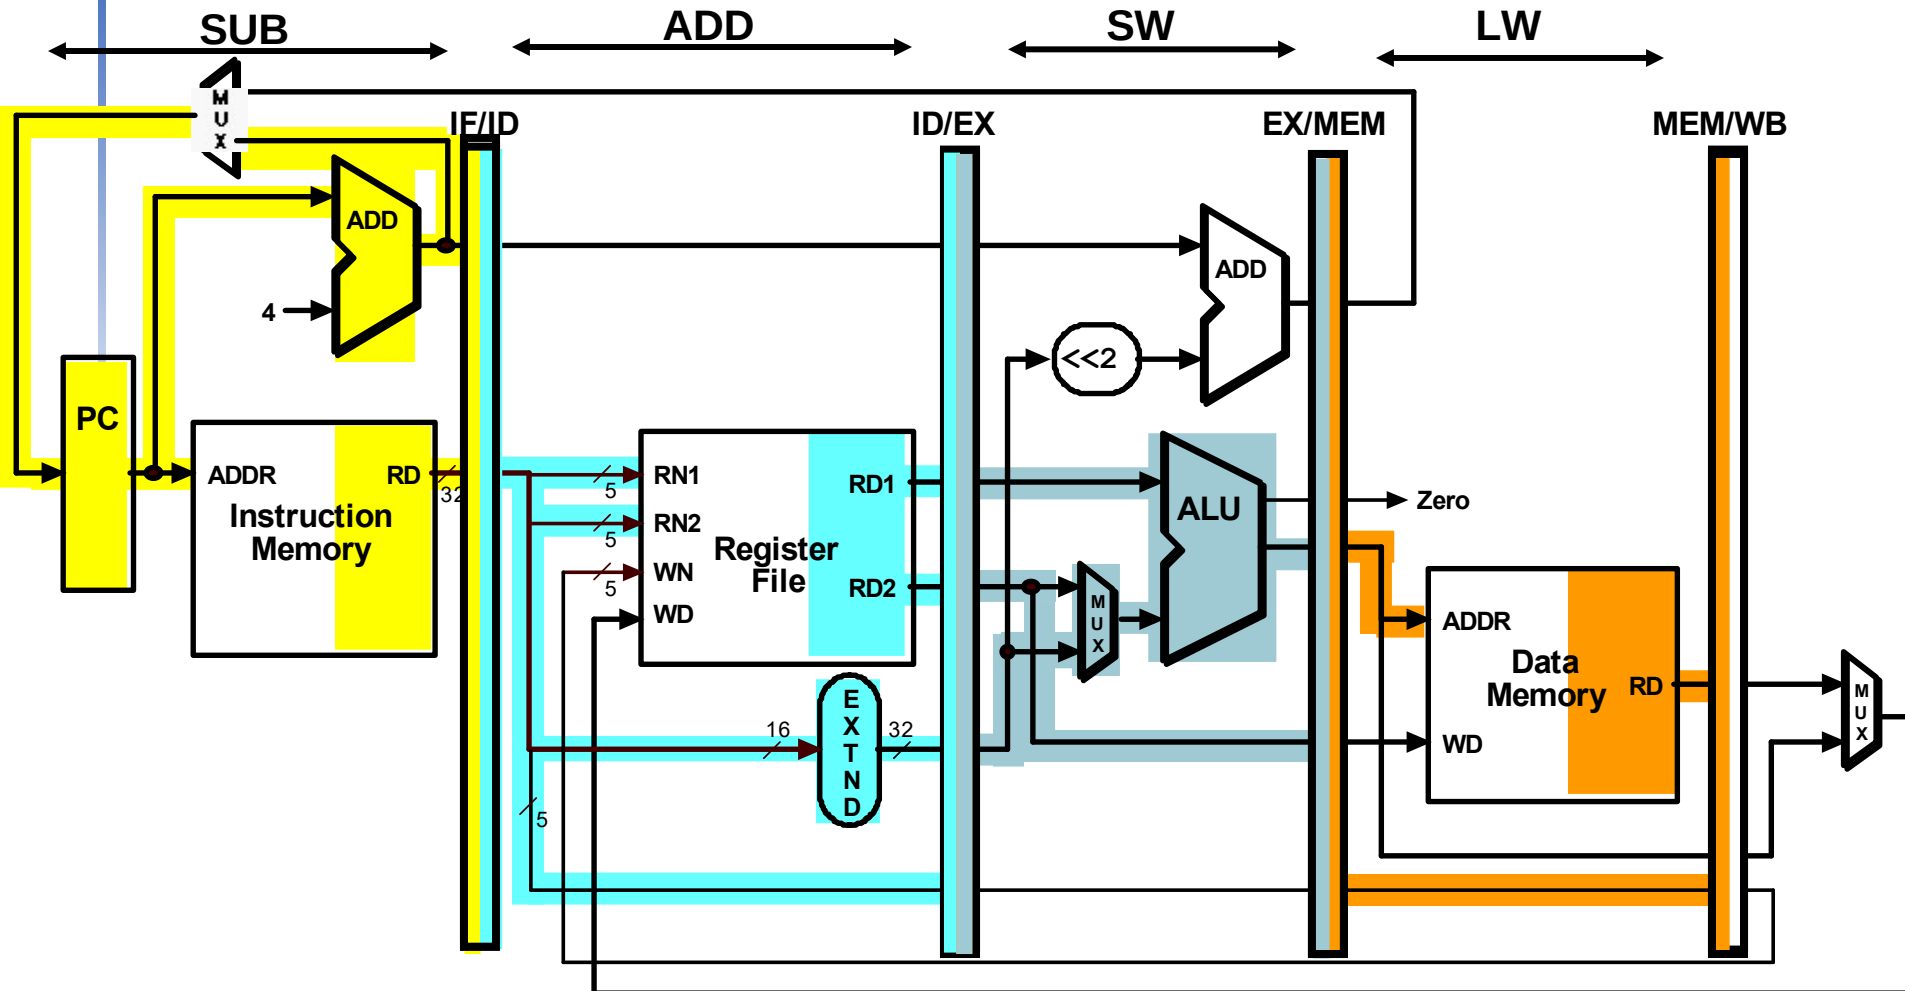 SUB
ADD
SW
LW
M
U
X
IF/ID
ID/EX
EX/MEM
MEM/WB
ADD
4
ADD
<<2
PC
ADDR
RD
32
Instruction
Memory
5
RN1
5
RN2
5
WN
WD
Register
File
RD1
RD2
16
E
X
T
N
D
32
5
M
U
X
ALU
Zero
ADDR
Data
Memory
RD
WD
M
U
X